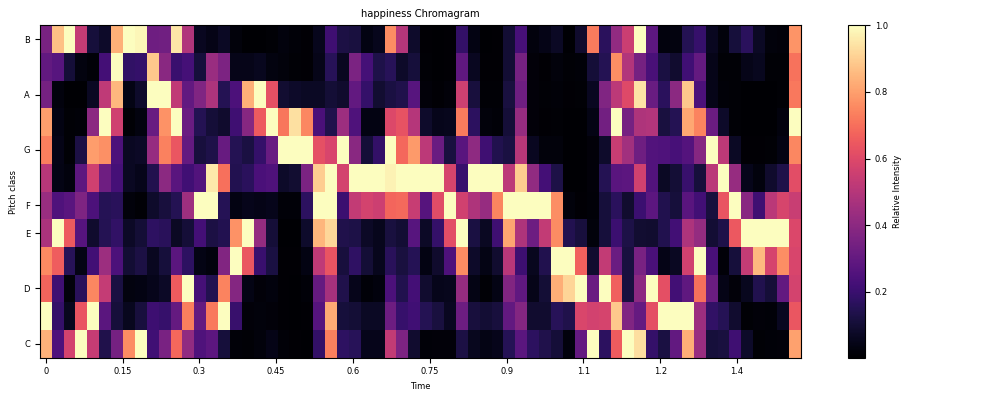 happiness Chromagram
Pitch class
B
A
G
F
E
D
C
0 0.15 0.3 0.45 0.6 0.75 0.9 1.1 1.2 1.4
Time
1.0
0.8
0.6
0.4
0.2
Relative Intensity